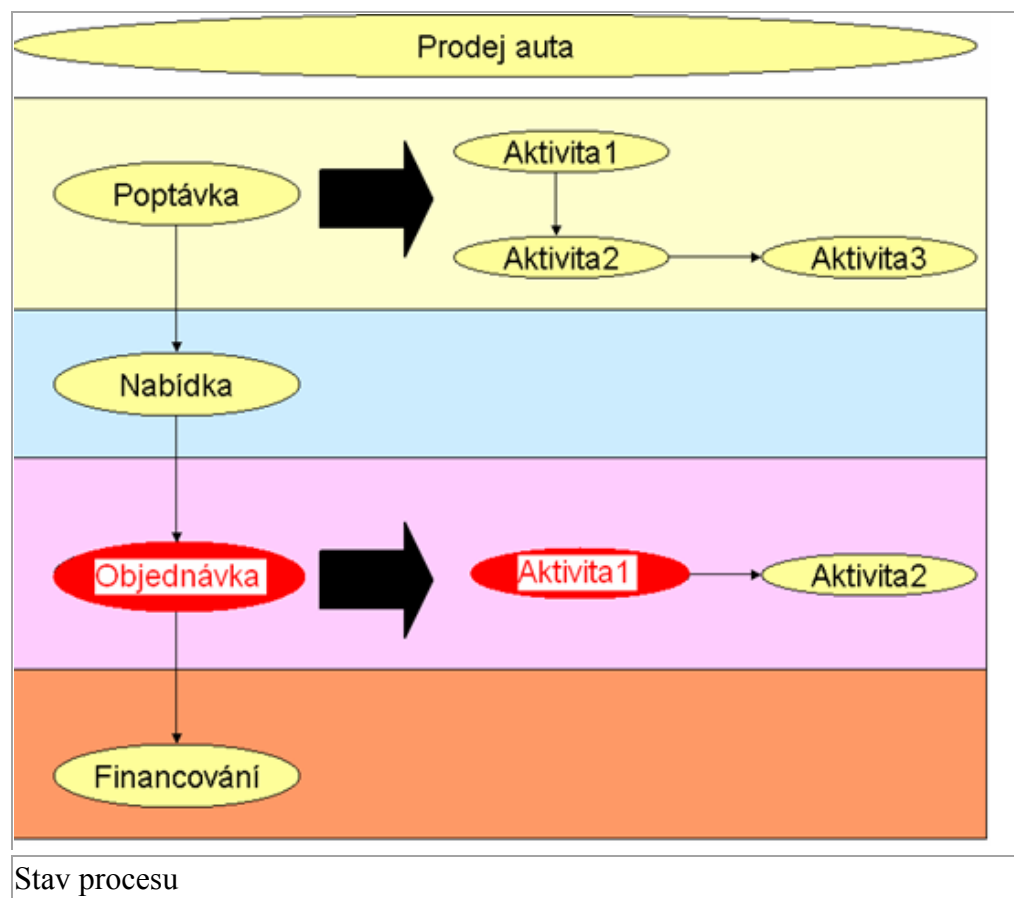 Prodej auta
Poptávka
Aktivita1
Aktivita2
Aktivita3
Nabídka
Objednávka
Aktivita1
Aktivita2
Financování
Stav procesu